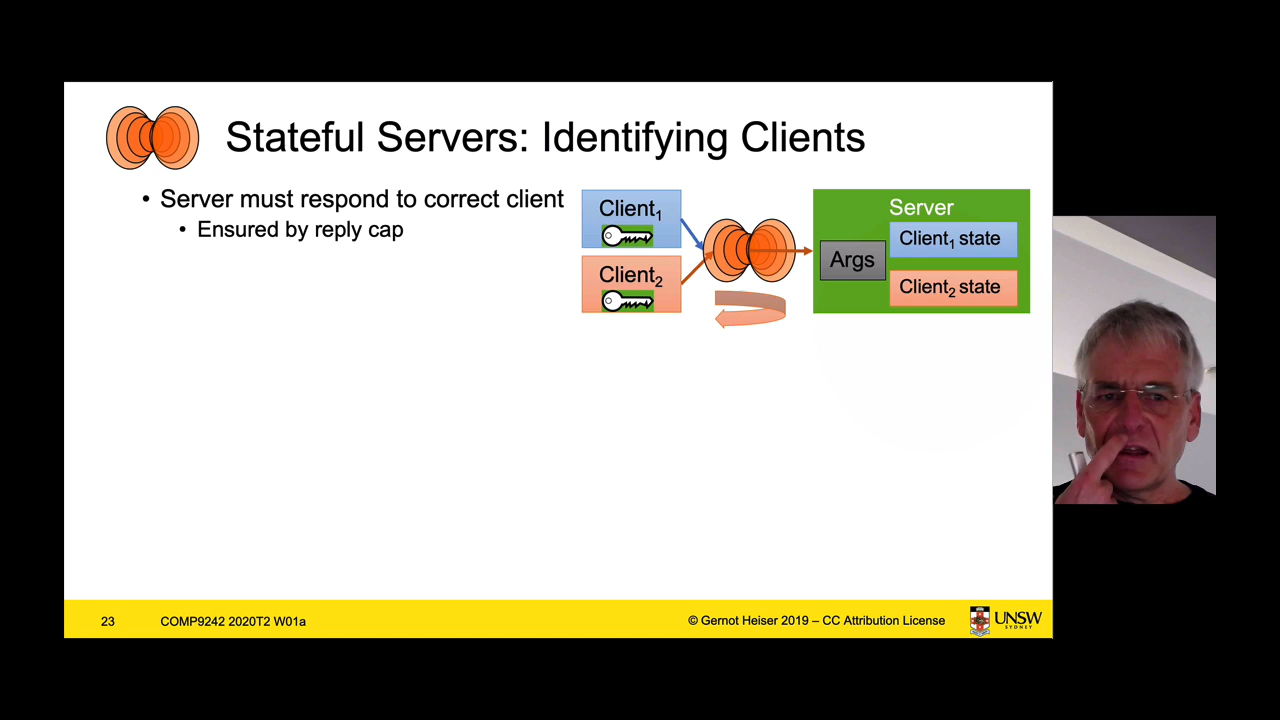 Stateful Servers: Identifying Clients
• Server must respond to correct client
• Ensured by reply cap
Client1
Client2
Server
Args
Client1 state
Client2 state
23
COMP9242 2020T2 W01a
© Gernot Heiser 2019 – CC Attribution License
UNSW
SYDNEY